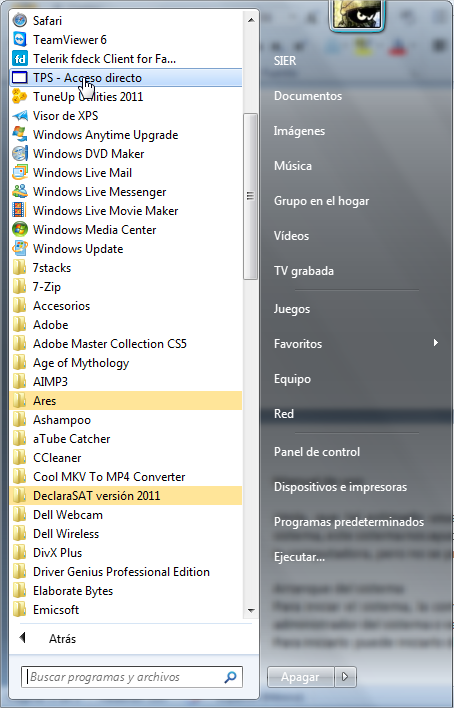 Safari
TeamViewer 6
Telerik fdeck Client for Fa...
TPS - Acceso directo
TuneUp Utilities 2011
Visor de XPS
Windows Anytime Upgrade
Windows DVD Maker
Windows Live Mail
Windows Live Messenger
Windows Live Movie Maker
Windows Media Center
Windows Update
7stacks
7-Zip
Accesorios
Adobe
Adobe Master Collection CS5
Age of Mythology
AIMP3
Ares
Ashampoo
aTube Catcher
CCleaner
Cool MKV To MP4 Converter
DeclaraSAT versión 2011
Dell Webcam
Dell Wireless
DivX Plus
Driver Genius Professional Edition
Elaborate Bytes
Emicsoft
Atrás
Buscar programas y archivos
SIER
Documentos
Imágenes
Música
Grupo en el hogar
Vídeos
TV grabada
Juegos
Favoritos
Equipo
Red
Panel de control
Dispositivos e impresoras
Programas predeterminados
Ejecutar...
Apagar